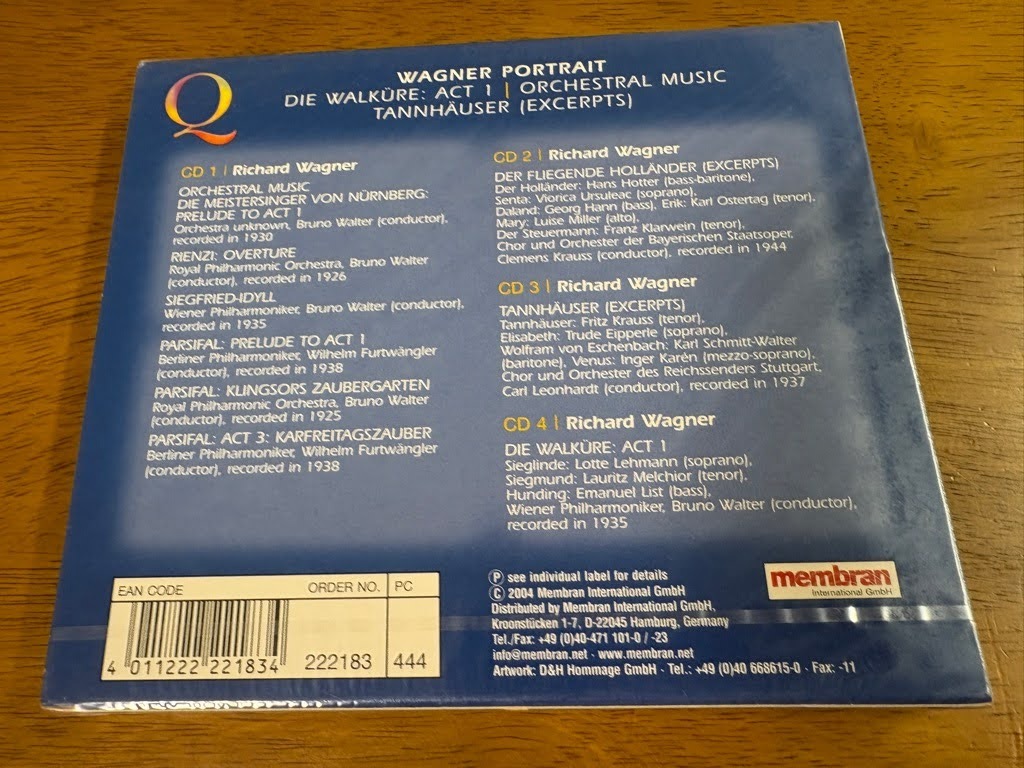 Q
WAGNER PORTRAIT
DIE WALKÜRE: ACT 1 | ORCHESTRAL MUSIC
TANNHÄUSER (EXCERPTS)
CD 1 | Richard Wagner
ORCHESTRAL MUSIC
DIE MEISTERSINGER VON NÜRNBERG:
PRELUDE TO ACT 1
Orchestra unknown, Bruno Walter (conductor),
recorded in 1930
RIENZI: OVERTURE
Royal Philharmonic Orchestra, Bruno Walter
(conductor), recorded in 1926
SIEGFRIED-IDYLL
Wiener Philharmoniker, Bruno Walter (conductor),
recorded in 1935
PARSIFAL: PRELUDE TO ACT 1
Berliner Philharmoniker, Wilhelm Furtwängler
(conductor), recorded in 1938
PARSIFAL: KLINGSORS ZAUBERGARTEN
Royal Philharmonic Orchestra, Bruno Walter
(conductor), recorded in 1925
PARSIFAL: ACT 3: KARFREITAGSZAUBER
Berliner Philharmoniker, Wilhelm Furtwängler
(conductor), recorded in 1938
CD 2 | Richard Wagner
DER FLIEGENDE HOLLÄNDER (EXCERPTS)
Der Holländer: Hans Hotter (bass-baritone),
Senta: Viorica Ursuleac (soprano),
Daland: Georg Hann (bass), Erik: Karl Ostertag (tenor),
Mary: Luise Miller (alto),
Der Steuermann: Franz Klarwein (tenor),
Chor und Orchester der Bayerischen Staatsoper,
Clemens Krauss (conductor), recorded in 1944
CD 3 | Richard Wagner
TANNHÄUSER (EXCERPTS)
Tannhäuser: Fritz Krauss (tenor),
Elisabeth: Trude Eipperle (soprano),
Wolfram von Eschenbach: Karl Schmitt-Walter
(baritone), Venus: Inger Karén (mezzo-soprano),
Chor und Orchester des Reichssenders Stuttgart,
Carl Leonhardt (conductor), recorded in 1937
CD 4 | Richard Wagner
DIE WALKÜRE: ACT 1
Sieglinde: Lotte Lehmann (soprano),
Siegmund: Lauritz Melchior (tenor),
Hunding: Emanuel List (bass),
Wiener Philharmoniker, Bruno Walter (conductor),
recorded in 1935
EAN CODE ORDER NO. PC
4 011222 221834 222183 444
Ⓟ see individual label for details
© 2004 Membran International GmbH
Distributed by Membran International GmbH,
Kroonstücken 1-7, D-22045 Hamburg, Germany
Tel./Fax: +49 (0)40-471 101-0 / -23
info@membran.net · www.membran.net
Artwork: D&H Hommage GmbH · Tel.: +49 (0)40 668615-0 · Fax: -11
membran
International GmbH